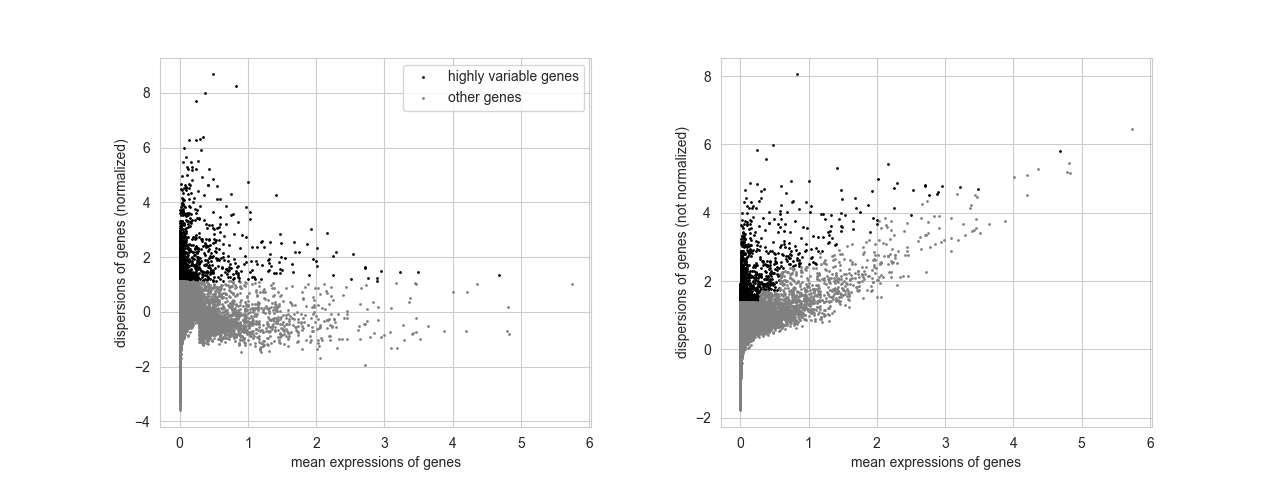 dispersions of genes (normalized)
8
6
4
2
0
−2
−4
0 1 2 3 4 5 6
mean expressions of genes
highly variable genes
other genes
dispersions of genes (not normalized)
8
6
4
2
0
−2
0 1 2 3 4 5 6
mean expressions of genes